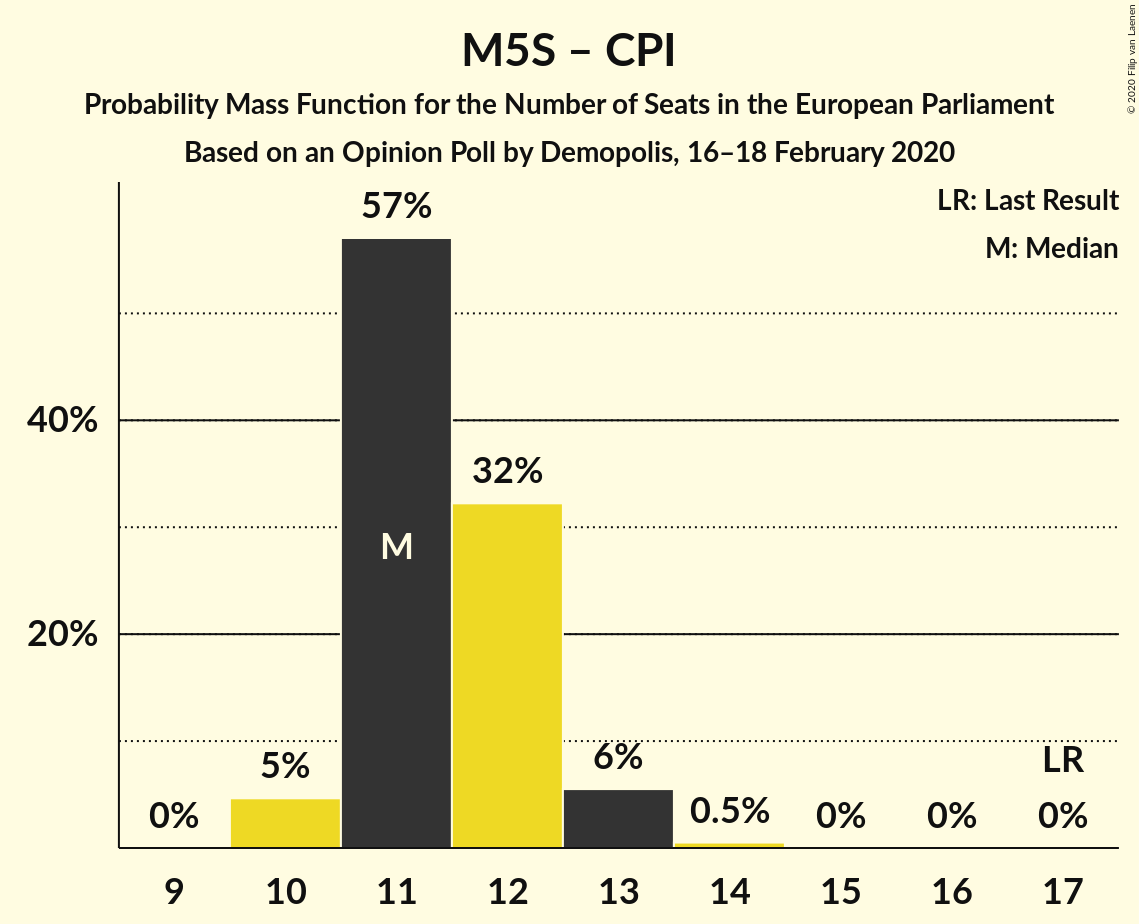 M5S – CPI
Probability Mass Function for the Number of Seats in the European Parliament
Based on an Opinion Poll by Demopolis, 16–18 February 2020
© 2020 Filip van Laenen
LR: Last Result
M: Median
57%
40%
32%
M
20%
5%
6%
LR
0%
0.5%
0%
0%
0%
9 10 11 12 13 14 15 16 17